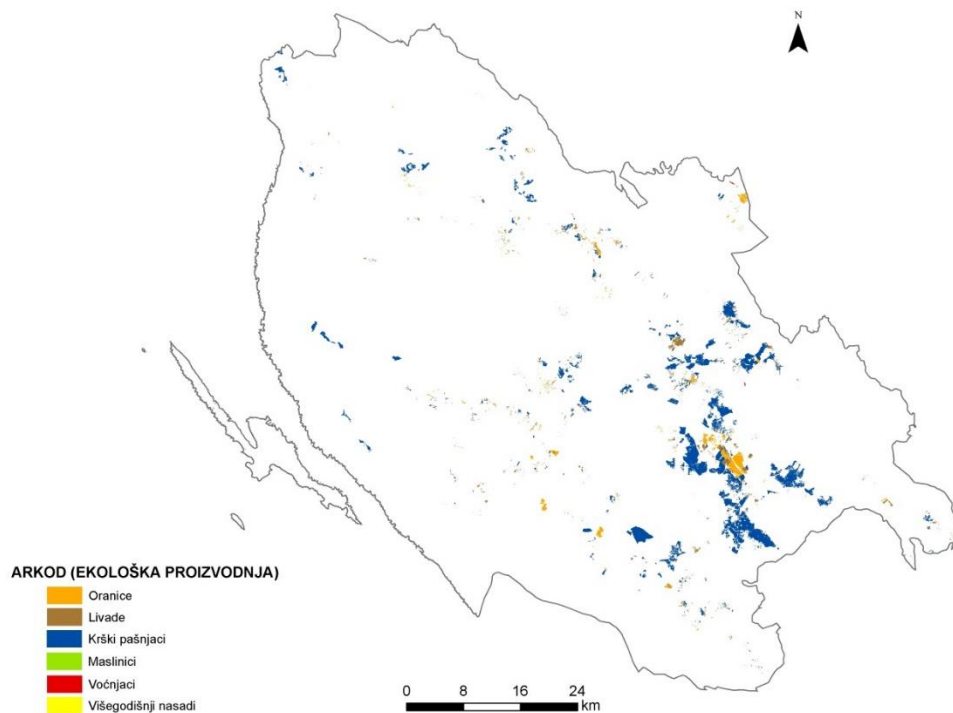 N
ARKOD (EKOLOŠKA PROIZVODNJA)
Oranice
Livade
Krški pašnjaci
Maslinici
Voćnjaci
Višegodišnji nasadi
0 8 16 24
km